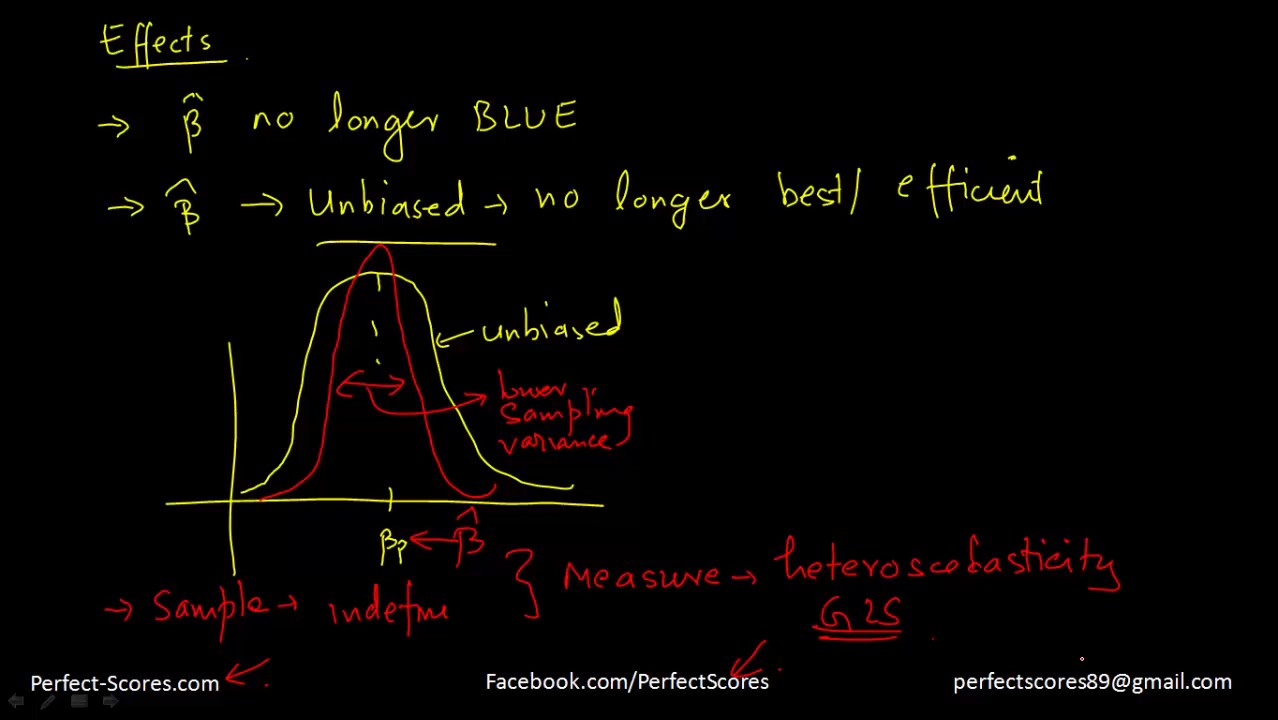 Effects
→ β̂ no longer BLUE
→ β̂ → Unbiased → no longer best/ efficient
unbiased
lower
sampling
variance
βp ← β̂
→ Sample → indefine } Measure → heteroscedasticity
G2S
Perfect-Scores.com Facebook.com/PerfectScores perfectscores89@gmail.com